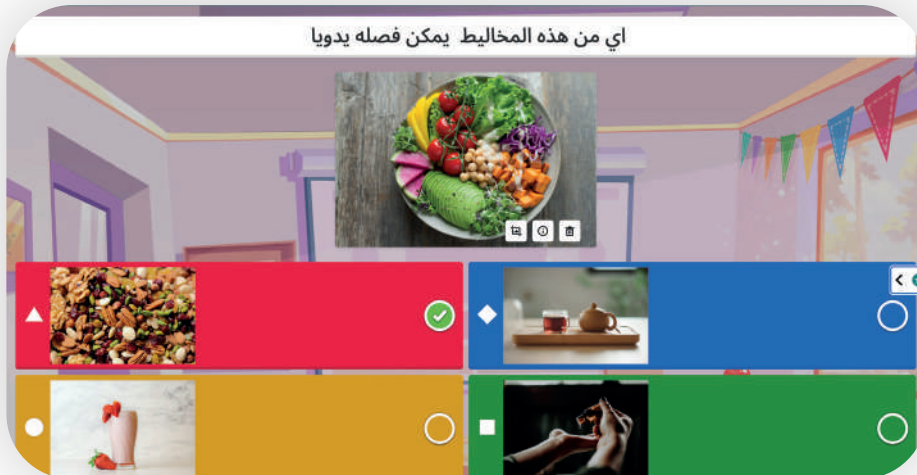 اي من هذه المخاليط يمكن فصله يدويا